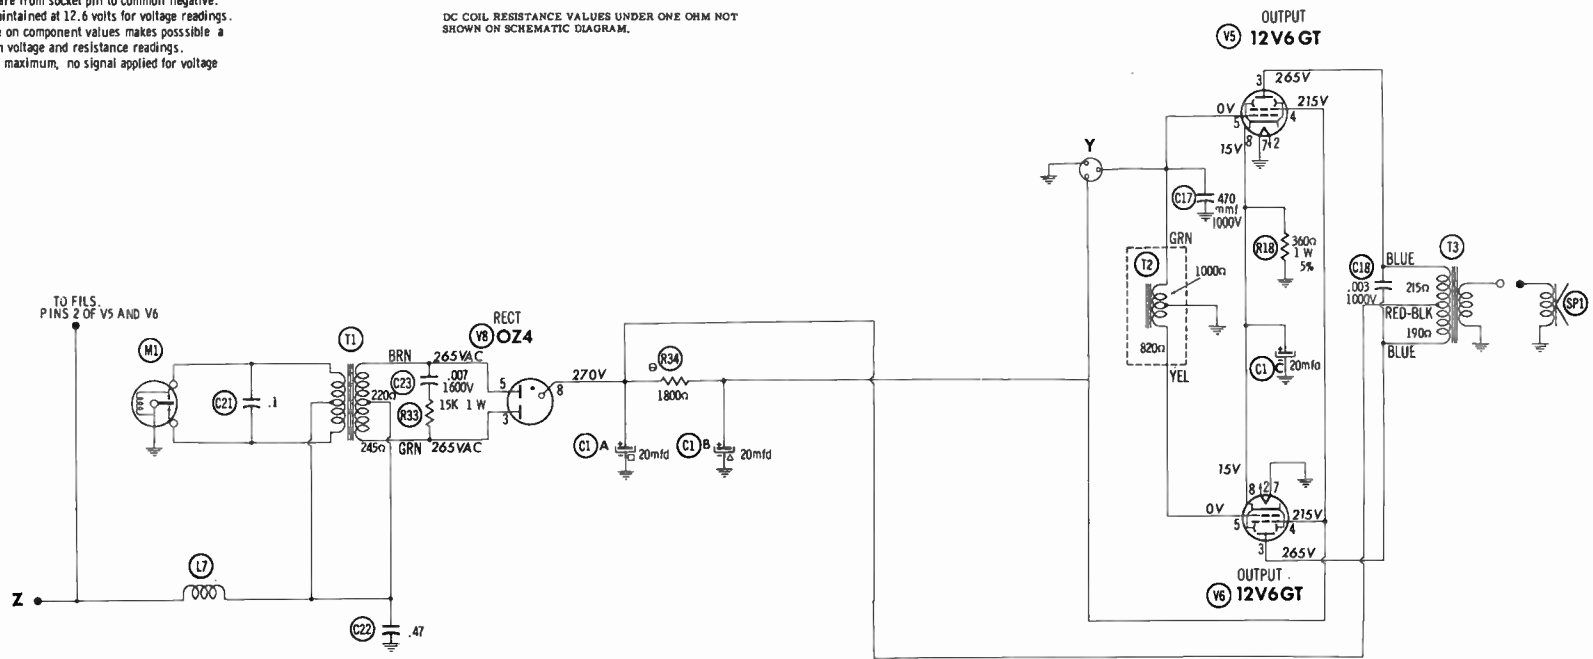 are from socket pin to common negative.
intained at 12.6 volts for voltage readings.
on component values makes posssible a
n voltage and resistance readings.
maximum, no signal applied for voltage
DC COIL RESISTANCE VALUES UNDER ONE OHM NOT
SHOWN ON SCHEMATIC DIAGRAM.
OUTPUT
V5 12V6GT
3 265V
0V
215V
5
4
8
7
2
15V
Y
C17
470
mmf
1000V
GRN
R18
360Ω
1 W
5%
T2
1000Ω
820Ω
YEL
C1 C
20mfd
C18
.003
1000V
BLUE
T3
215Ω
RED-BLK
190Ω
BLUE
SP1
TO FILS.
PINS 2 OF V5 AND V6
M1
C21
.1
T1
BRN
265VAC
C23
.007
1600V
220Ω
R33
15K 1 W
245Ω
GRN 265VAC
RECT
V8 OZ4
5
3
8
270V
R34
1800Ω
C1 A
20mfd
C1 B
20mfd
15V
8 2 7
0V
215V
5
4
3
265V
OUTPUT
V6 12V6GT
L7
Z
C22
.47